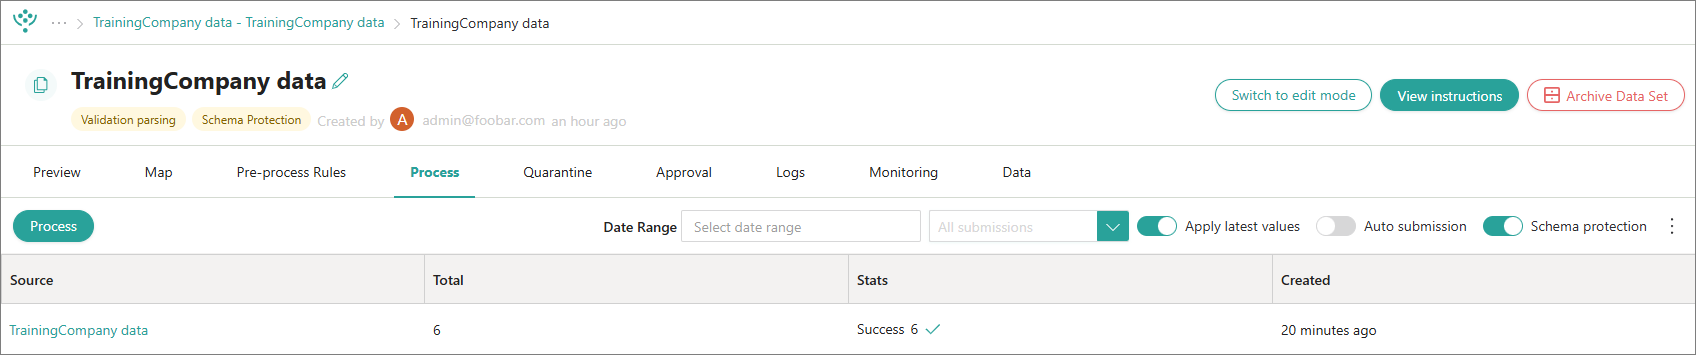 ··· > TrainingCompany data - TrainingCompany data > TrainingCompany data
TrainingCompany data
Switch to edit mode View instructions Archive Data Set
Validation parsing Schema Protection Created by A admin@foobar.com an hour ago
Preview Map Pre-process Rules Process Quarantine Approval Logs Monitoring Data
Process Date Range Select date range All submissions Apply latest values Auto submission Schema protection
Source Total Stats Created
TrainingCompany data 6 Success 6 20 minutes ago